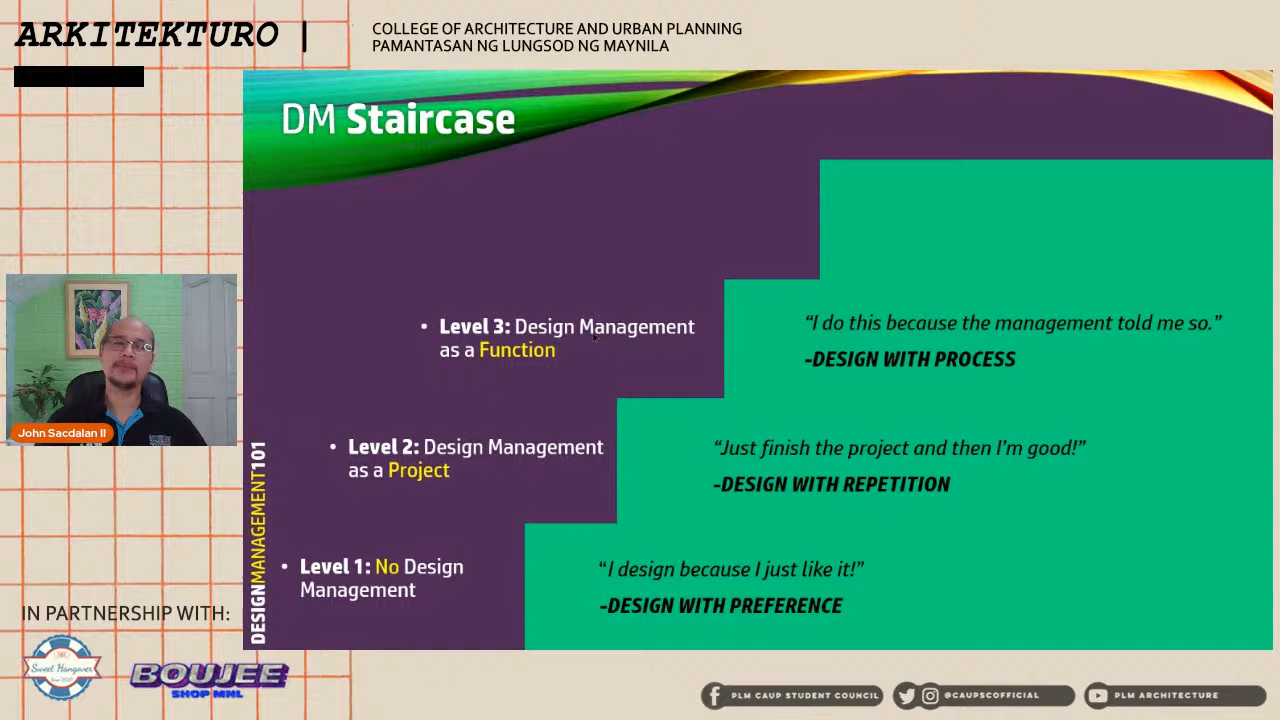 ARKITEKTURO |
COLLEGE OF ARCHITECTURE AND URBAN PLANNING
PAMANTASAN NG LUNGSOD NG MAYNILA
DM Staircase
• Level 3: Design Management
as a Function
"I do this because the management told me so."
-DESIGN WITH PROCESS
• Level 2: Design Management
as a Project
"Just finish the project and then I'm good!"
-DESIGN WITH REPETITION
• Level 1: No Design
Management
"I design because I just like it!"
-DESIGN WITH PREFERENCE
DESIGNMANAGEMENT101
John Sacdalan II
IN PARTNERSHIP WITH:
Sweet Hangover
BOUJEE
SHOP MNL
PLM CAUP STUDENT COUNCIL
@CAUPSCOFFICIAL
PLM ARCHITECTURE